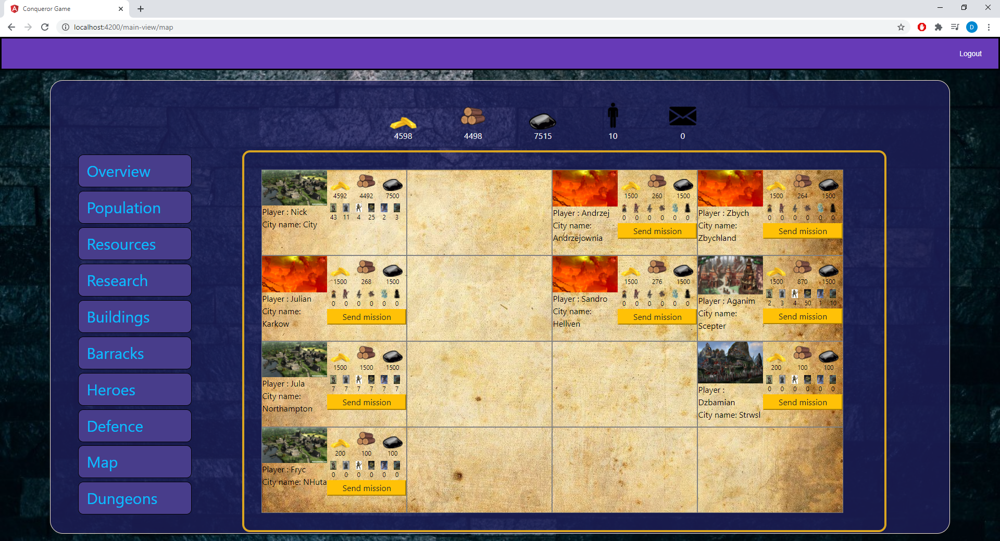 Conqueror Game
localhost:4200/main-view/map
D
Logout
4598 4498 7515 10 0
Overview
Population
Resources
Research
Buildings
Barracks
Heroes
Defence
Map
Dungeons
4592 4492 7500
43 11 4 25 2 3
Player : Nick
City name: City
1500 260 1500
0 0 0 0 0 0
Player : Andrzej
City name:
Andrzejownia
Send mission
1500 264 1500
0 0 0 0 0 0
Player : Zbych
City name:
Zbychland
Send mission
1500 268 1500
0 0 0 0 0 0
Player : Julian
City name:
Karkow
Send mission
1500 276 1500
0 0 0 0 0 0
Player : Sandro
City name:
Hellven
Send mission
1500 870 1500
2 3 4 50 1 10
Player : Aganim
City name:
Scepter
Send mission
1500 1500 1500
7 7 7 7 7 7
Player : Jula
City name:
Northampton
Send mission
200 100 100
0 0 0 0 0 0
Player :
Dzbamian
City name: Strwsl
Send mission
200 100 100
0 0 0 0 0 0
Player : Fryc
City name: NHuta
Send mission